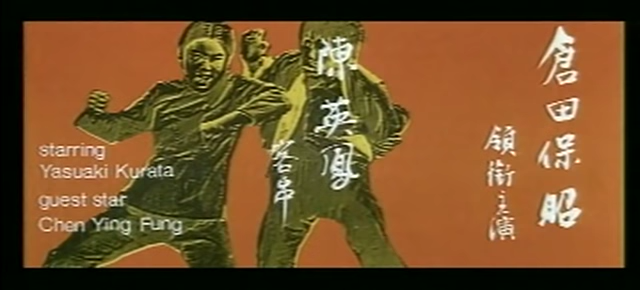 倉田保昭
領銜主演
陳英鳳
客串
starring
Yasuaki Kurata
guest star
Chen Ying Fung